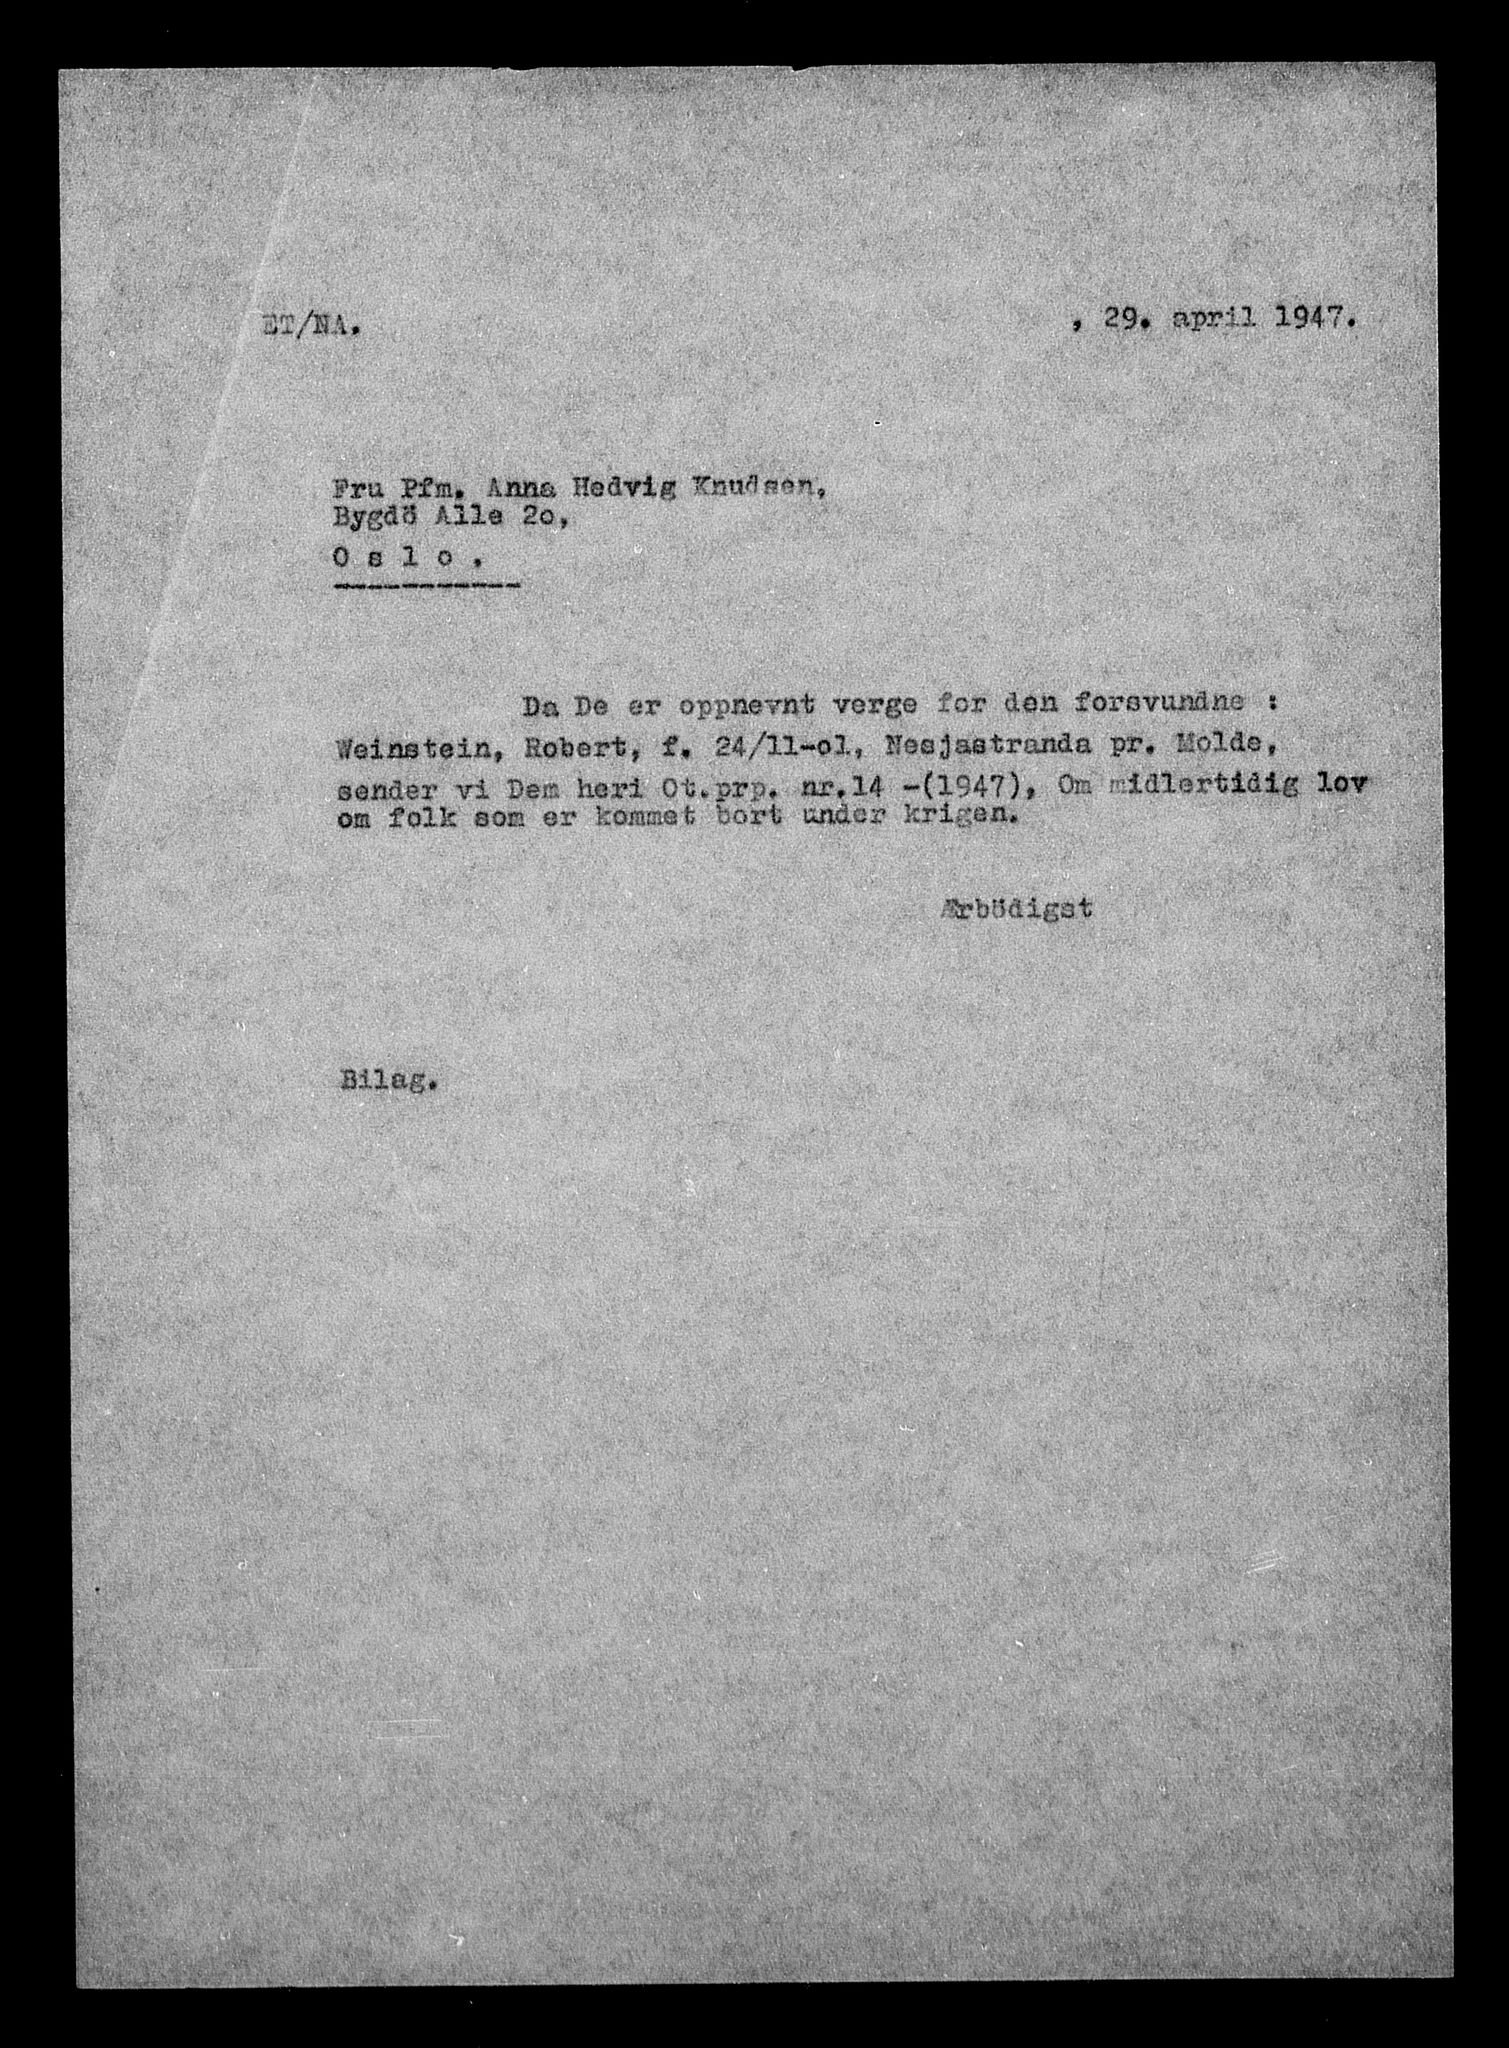 ET/NA.
, 29. april 1947.
Fru Pfm. Anna Hedvig Knudsen,
Bygdö Alle 2o,
O s l o .
Da De er oppnevnt verge for den forsvundne :
Weinstein, Robert, f. 24/11-o1, Nesjastranda pr. Molde,
sender vi Dem heri Ot.prp. nr.14 -(1947), Om midlertidig lov
om folk som er kommet bort under krigen.
Ærbödigst
Bilag.